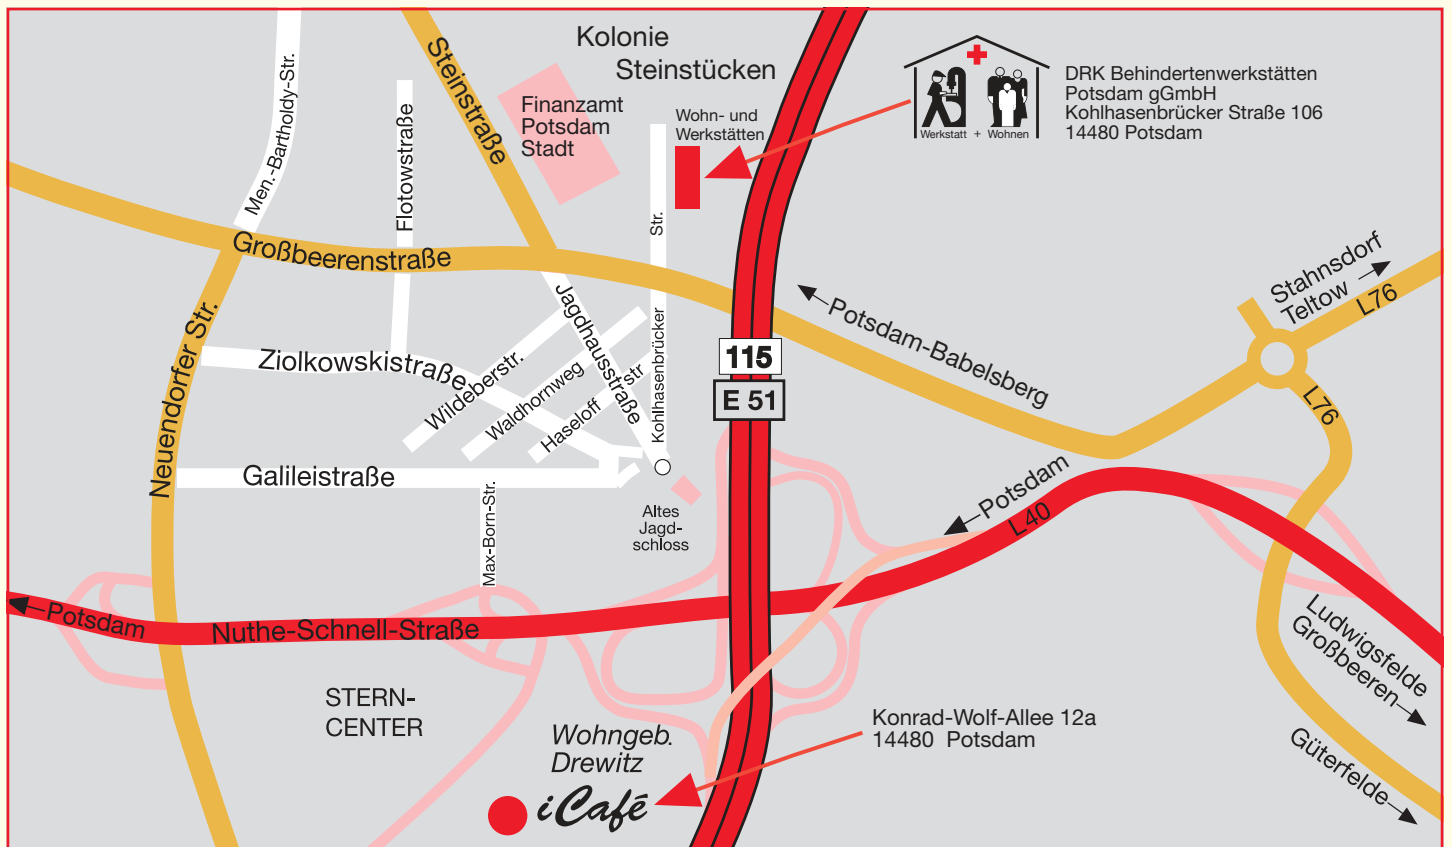 Kolonie
Steinstücken
Men.-Bartholdy-Str.
Steinstraße
Finanzamt
Potsdam
Stadt
Flotowstraße
Wohn- und
Werkstätten
Werkstatt + Wohnen
DRK Behindertenwerkstätten
Potsdam gGmbH
Kohlhasenbrücker Straße 106
14480 Potsdam
Großbeerenstraße
Str.
Kohlhasenbrücker
Jagdhausstraße
Neuendorfer Str.
Ziolkowskistraße
Wildeberstr.
Waldhornweg
Haseloff str
115
E 51
Potsdam-Babelsberg
Stahnsdorf
Teltow
L76
L76
Galileistraße
Max-Born-Str.
Altes
Jagd-
schloss
Potsdam
L40
Potsdam
Nuthe-Schnell-Straße
Ludwigsfelde
Großbeeren
Güterfelde
STERN-
CENTER
Wohngeb.
Drewitz
iCafé
Konrad-Wolf-Allee 12a
14480 Potsdam